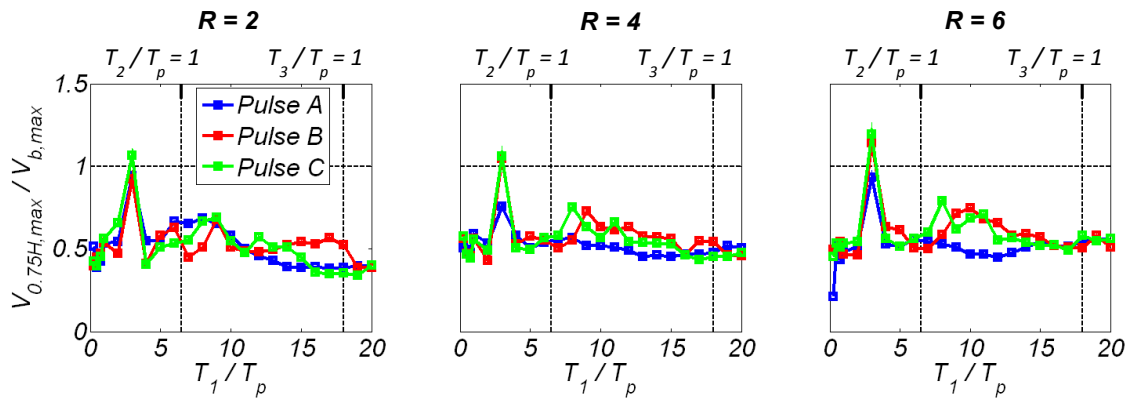 R = 2 R = 4 R = 6
T2 / Tp = 1 T3 / Tp = 1 T2 / Tp = 1 T3 / Tp = 1 T2 / Tp = 1 T3 / Tp = 1
1.5
1
0.5
0
V0.75H,max / Vb,max
Pulse A
Pulse B
Pulse C
0 5 10 15 20 0 5 10 15 20 0 5 10 15 20
T1 / Tp T1 / Tp T1 / Tp